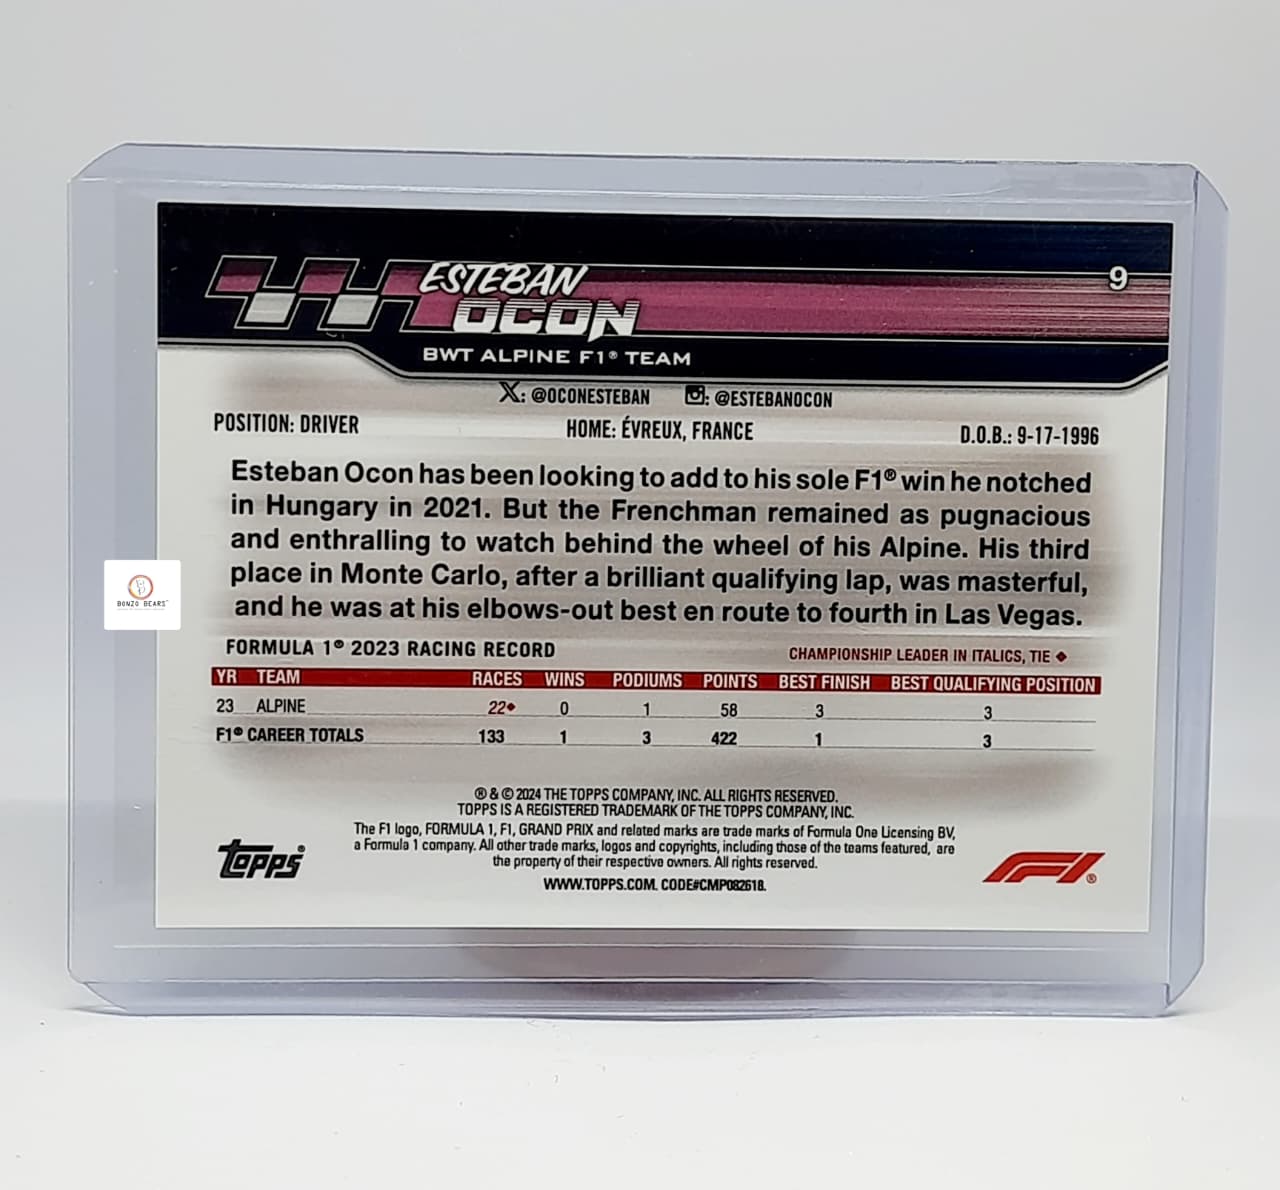 9
ESTEBAN
OCON
BWT ALPINE F1® TEAM
X: @OCONESTEBAN : @ESTEBANOCON
POSITION: DRIVER HOME: ÉVREUX, FRANCE D.O.B.: 9-17-1996
Esteban Ocon has been looking to add to his sole F1® win he notched
in Hungary in 2021. But the Frenchman remained as pugnacious
and enthralling to watch behind the wheel of his Alpine. His third
place in Monte Carlo, after a brilliant qualifying lap, was masterful,
and he was at his elbows-out best en route to fourth in Las Vegas.
BONZO BEARS™
FORMULA 1® 2023 RACING RECORD CHAMPIONSHIP LEADER IN ITALICS, TIE ◆
YR TEAM RACES WINS PODIUMS POINTS BEST FINISH BEST QUALIFYING POSITION
23 ALPINE 22◆ 0 1 58 3 3
F1® CAREER TOTALS 133 1 3 422 1 3
® & © 2024 THE TOPPS COMPANY, INC. ALL RIGHTS RESERVED.
TOPPS IS A REGISTERED TRADEMARK OF THE TOPPS COMPANY, INC.
The F1 logo, FORMULA 1, F1, GRAND PRIX and related marks are trade marks of Formula One Licensing BV,
a Formula 1 company. All other trade marks, logos and copyrights, including those of the teams featured, are
the property of their respective owners. All rights reserved.
WWW.TOPPS.COM. CODE#CMP082618.
Topps®
F1®